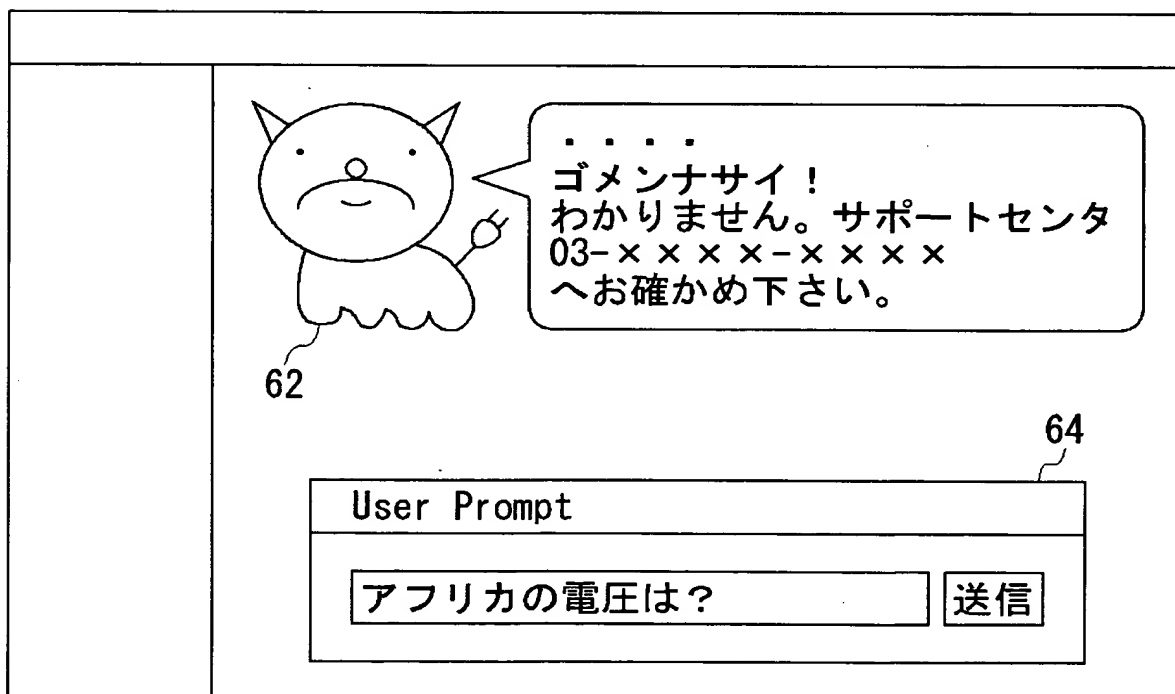 ・・・・
ゴメンナサイ！
わかりません。サポートセンタ
03-××××-××××
へお確かめ下さい。
62
64
User Prompt
アフリカの電圧は？
送信